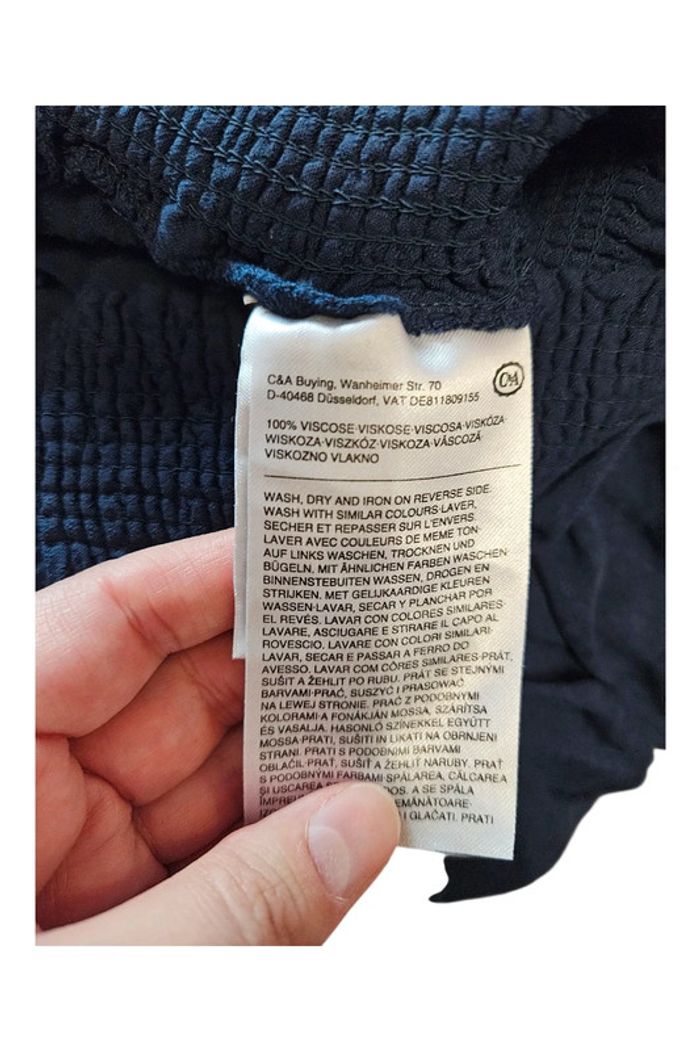 C&A Buying, Wanheimer Str. 70
D-40468 Düsseldorf, VAT DE811809155
C&A
100% VISCOSE·VISKOSE·VISCOSA·VISKÓZA·
WISKOZA·VISZKÓZ·VISKOZA·VÂSCOZĂ
VISKOZNO VLAKNO
WASH, DRY AND IRON ON REVERSE SIDE.
WASH WITH SIMILAR COLOURS·LAVER,
SECHER ET REPASSER SUR L'ENVERS.
LAVER AVEC COULEURS DE MEME TON·
AUF LINKS WASCHEN, TROCKNEN UND
BÜGELN. MIT ÄHNLICHEN FARBEN WASCHEN·
BINNENSTEBUITEN WASSEN, DROGEN EN
STRIJKEN. MET GELIJKAARDIGE KLEUREN
WASSEN·LAVAR, SECAR Y PLANCHAR POR
EL REVÉS. LAVAR CON COLORES SIMILARES·
LAVARE, ASCIUGARE E STIRARE IL CAPO AL
ROVESCIO. LAVARE CON COLORI SIMILARI·
LAVAR, SECAR E PASSAR A FERRO DO
AVESSO. LAVAR COM CÔRES SIMILARES·PRÁT,
SUŠIT A ŽEHLIT PO RUBU. PRÁT SE STEJNÝMI
BARVAMI·PRAĆ, SUSZYĆ I PRASOWAĆ
NA LEWEJ STRONIE. PRAĆ Z PODOBNYMI
KOLORAMI·A FONÁKJÁN MOSSA, SZÁRÍTSA
ÉS VASALJA. HASONLÓ SZÍNEKKEL EGYÜTT
MOSSA·PRATI, SUŠITI IN LIKATI NA OBRNJENI
STRANI. PRATI S PODOBNIMI BARVAMI
OBLAČIL·PRAŤ, SUŠIŤ A ŽEHLIŤ NARUBY. PRAŤ
S PODOBNÝMI FARBAMI·SPĂLAREA, CĂLCAREA
ŞI USCAREA DOS. A SE SPĂLA
EMĂNĂTOARE·
I GLAČATI. PRATI